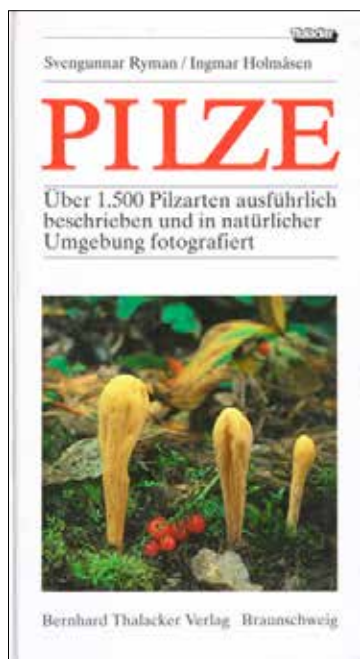 Thalacker
Svengunnar Ryman / Ingmar Holmåsen
PILZE
Über 1.500 Pilzarten ausführlich
beschrieben und in natürlicher
Umgebung fotografiert
Bernhard Thalacker Verlag Braunschweig